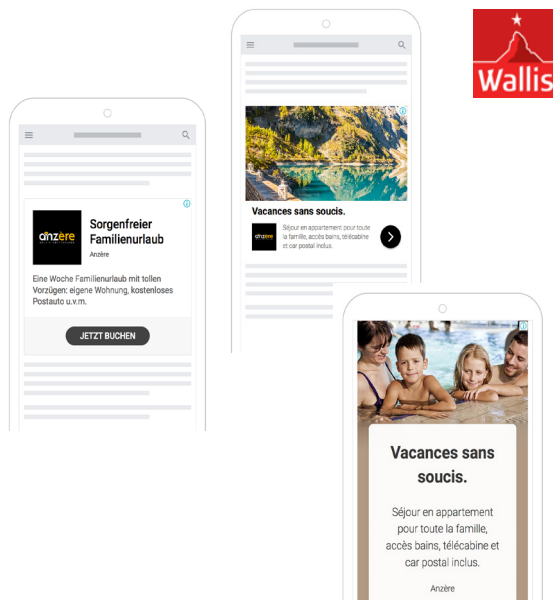 Wallis
Vacances sans soucis.
anzère
Séjour en appartement pour toute
la famille, accès bains, télécabine
et car postal inclus.
anzère
Sorgenfreier
Familienurlaub
Anzère
Eine Woche Familienurlaub mit tollen
Vorzügen: eigene Wohnung, kostenloses
Postauto u.v.m.
JETZT BUCHEN
Vacances sans
soucis.
Séjour en appartement
pour toute la famille,
accès bains, télécabine et
car postal inclus.
Anzère